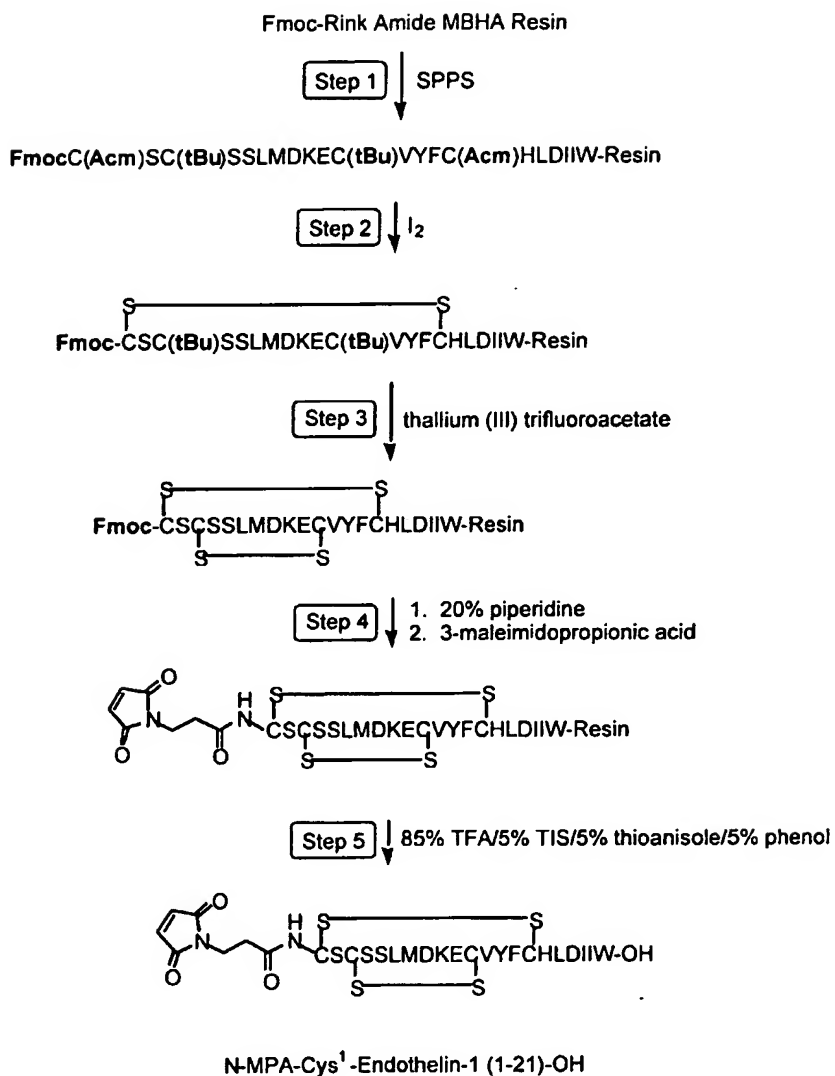 Fmoc-Rink Amide MBHA Resin
Step 1
SPPS
FmocC(Acm)SC(tBu)SSLMDKEC(tBu)VYFC(Acm)HLDIIW-Resin
Step 2
I2
S S
Fmoc-CSC(tBu)SSLMDKEC(tBu)VYFCHLDIIW-Resin
Step 3
thallium (III) trifluoroacetate
S S
Fmoc-CSCSSLMDKECVYFCHLDIIW-Resin
S S
Step 4
1. 20% piperidine
2. 3-maleimidopropionic acid
O
N
O
O
H
N
S S
CSCSSLMDKECVYFCHLDIIW-Resin
S S
Step 5
85% TFA/5% TIS/5% thioanisole/5% phenol
O
N
O
O
H
N
S S
CSCSSLMDKECVYFCHLDIIW-OH
S S
N-MPA-Cys1-Endothelin-1 (1-21)-OH